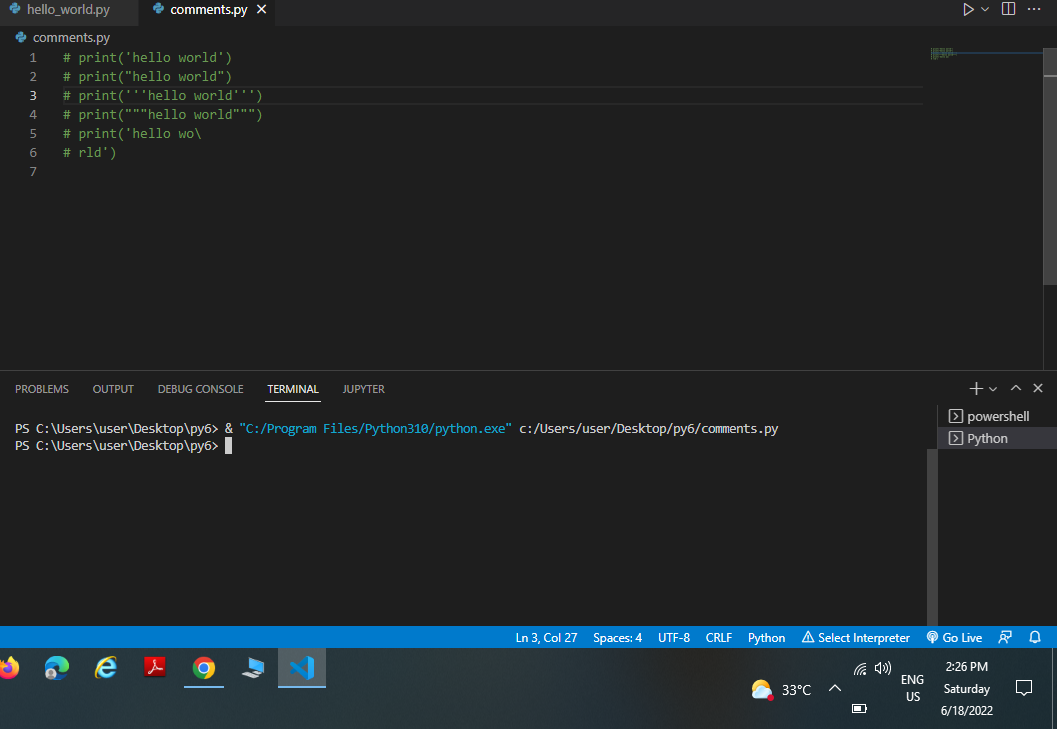 hello_world.py comments.py
comments.py
1 # print('hello world')
2 # print("hello world")
3 # print('''hello world''')
4 # print("""hello world""")
5 # print('hello wo\
6 # rld')
7
PROBLEMS OUTPUT DEBUG CONSOLE TERMINAL JUPYTER
powershell
Python
PS C:\Users\user\Desktop\py6> & "C:/Program Files/Python310/python.exe" c:/Users/user/Desktop/py6/comments.py
PS C:\Users\user\Desktop\py6>
Ln 3, Col 27 Spaces: 4 UTF-8 CRLF Python Select Interpreter Go Live
33°C
ENG
US
2:26 PM
Saturday
6/18/2022